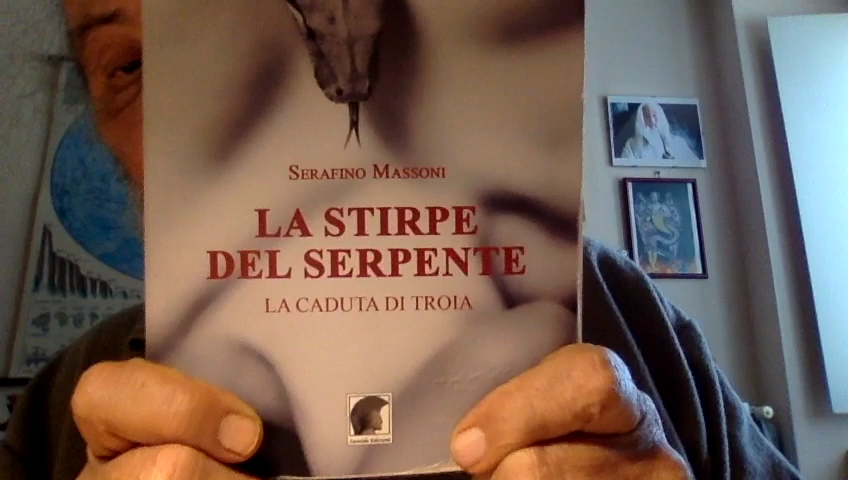 SERAFINO MASSONI
LA STIRPE
DEL SERPENTE
LA CADUTA DI TROIA